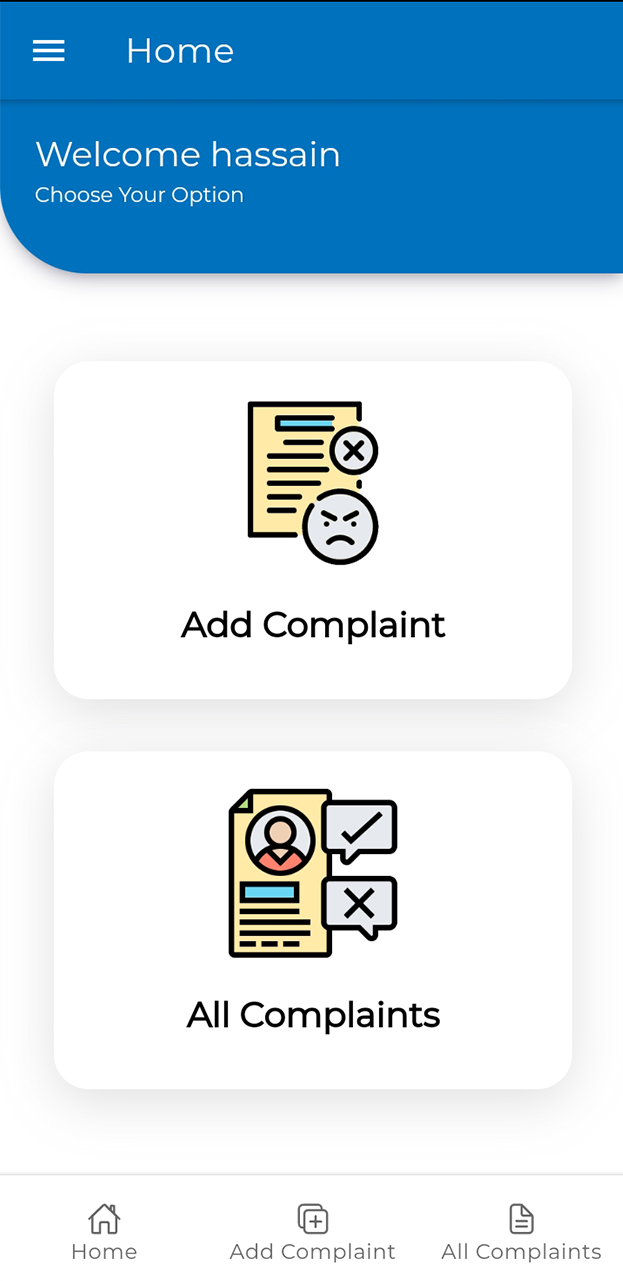 Home
Welcome hassain
Choose Your Option
Add Complaint
All Complaints
Home
Add Complaint
All Complaints